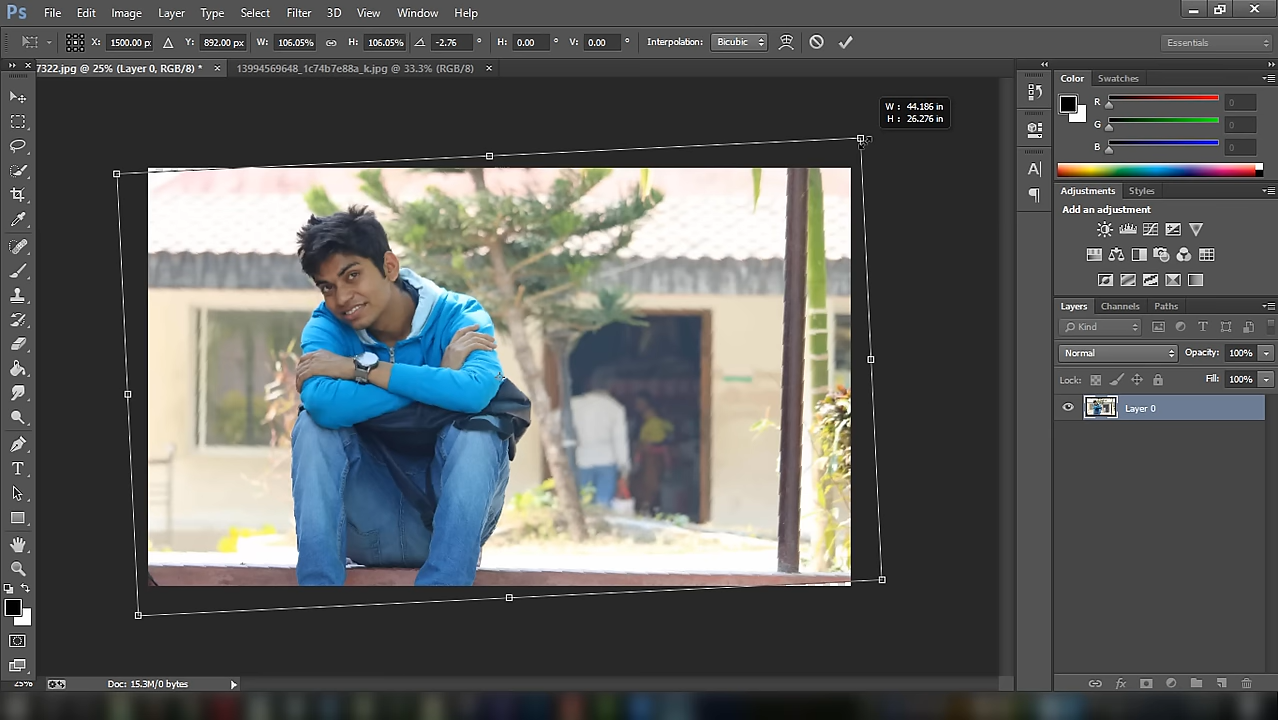 Ps File Edit Image Layer Type Select Filter 3D View Window Help
X: 1500.00 p: Y: 892.00 px W: 106.05% H: 106.05% -2.76 ° H: 0.00 ° V: 0.00 ° Interpolation: Bicubic Essentials
7322.jpg @ 25% (Layer 0, RGB/8) * × 13994569648_1c74b7e88a_k.jpg @ 33.3% (RGB/8) ×
Color Swatches
R 0
G 0
B 0
W : 44.186 in
H : 26.276 in
Adjustments Styles
Add an adjustment
Layers Channels Paths
Kind
Normal Opacity: 100%
Lock: Fill: 100%
Layer 0
25% Doc: 15.3M/0 bytes